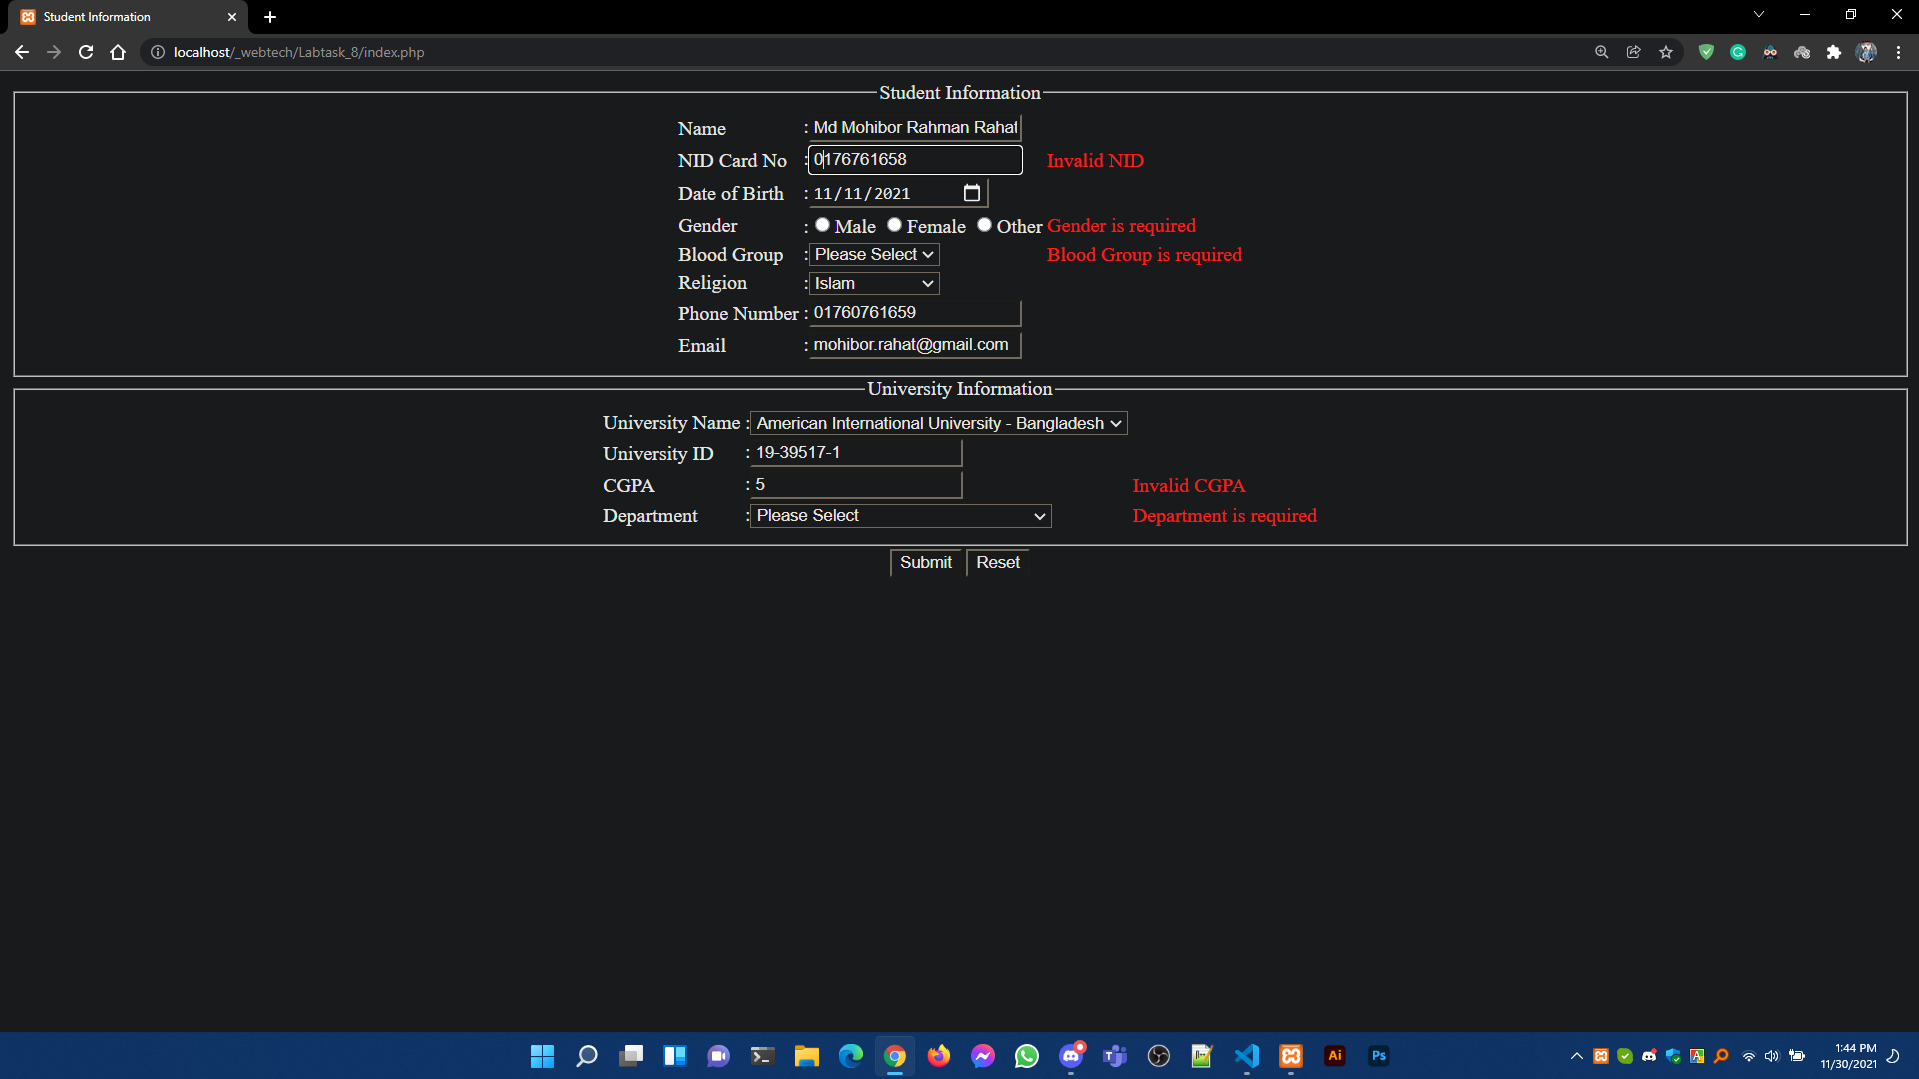 Student Information
localhost/_webtech/Labtask_8/index.php
Student Information
Name : Md Mohibor Rahman Rahat
NID Card No : 0176761658 Invalid NID
Date of Birth : 11/11/2021
Gender : Male Female Other Gender is required
Blood Group : Please Select Blood Group is required
Religion : Islam
Phone Number : 01760761659
Email : mohibor.rahat@gmail.com
University Information
University Name : American International University - Bangladesh
University ID : 19-39517-1
CGPA : 5 Invalid CGPA
Department : Please Select Department is required
Submit Reset
Ai Ps
1:44 PM
11/30/2021